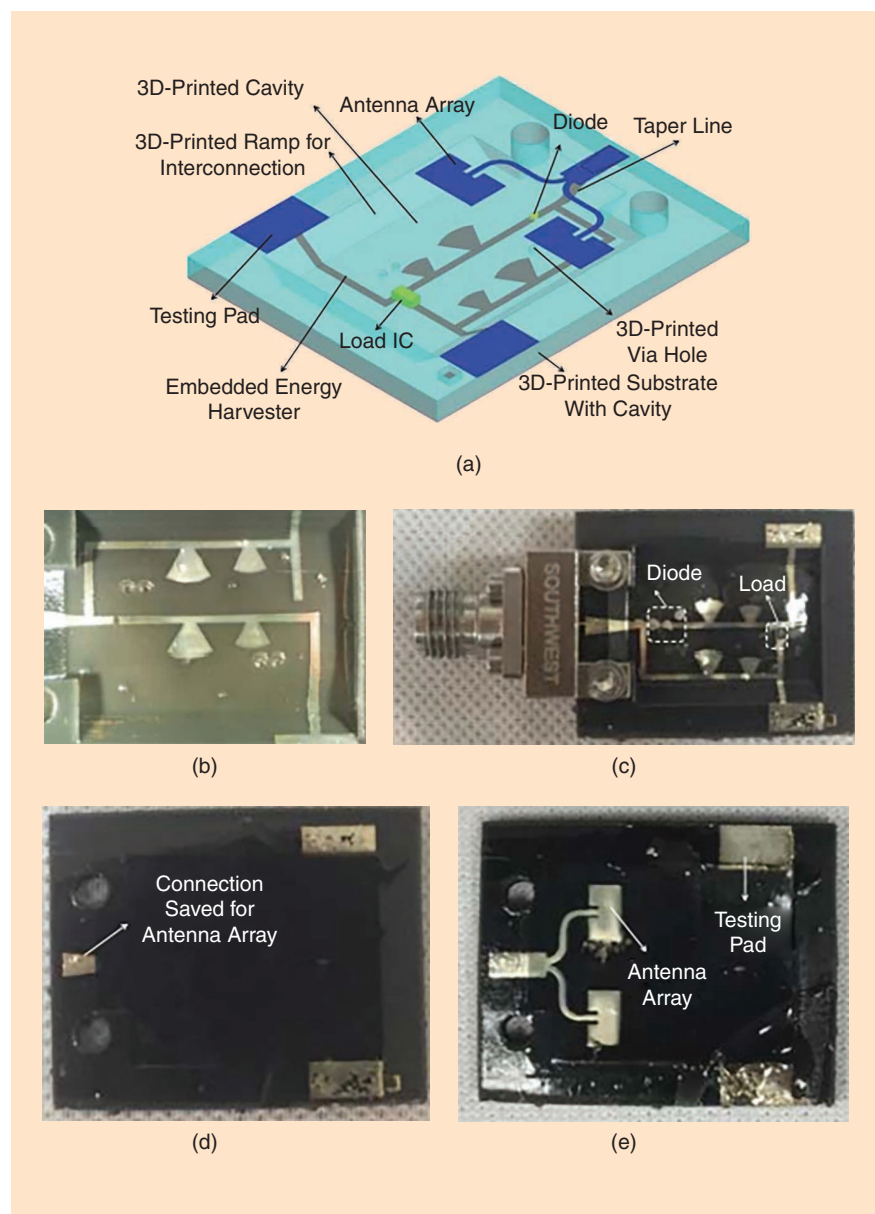 3D-Printed Cavity
Antenna Array
Diode
Taper Line
3D-Printed Ramp for
Interconnection
Testing Pad
Load IC
3D-Printed
Via Hole
Embedded Energy
Harvester
3D-Printed Substrate
With Cavity
(a)
SOUTHWEST
Diode
Load
(b)
(c)
Connection
Saved for
Antenna Array
Testing
Pad
Antenna
Array
(d)
(e)